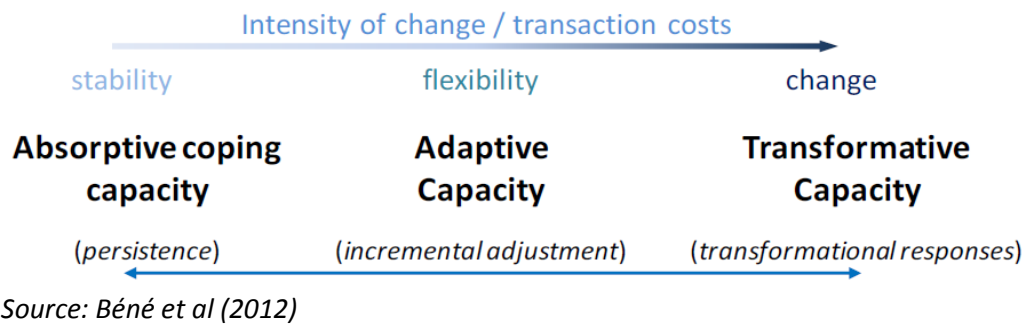 Intensity of change / transaction costs
stability flexibility change
Absorptive coping Adaptive Transformative
capacity Capacity Capacity
(persistence) (incremental adjustment) (transformational responses)
Source: Béné et al (2012)